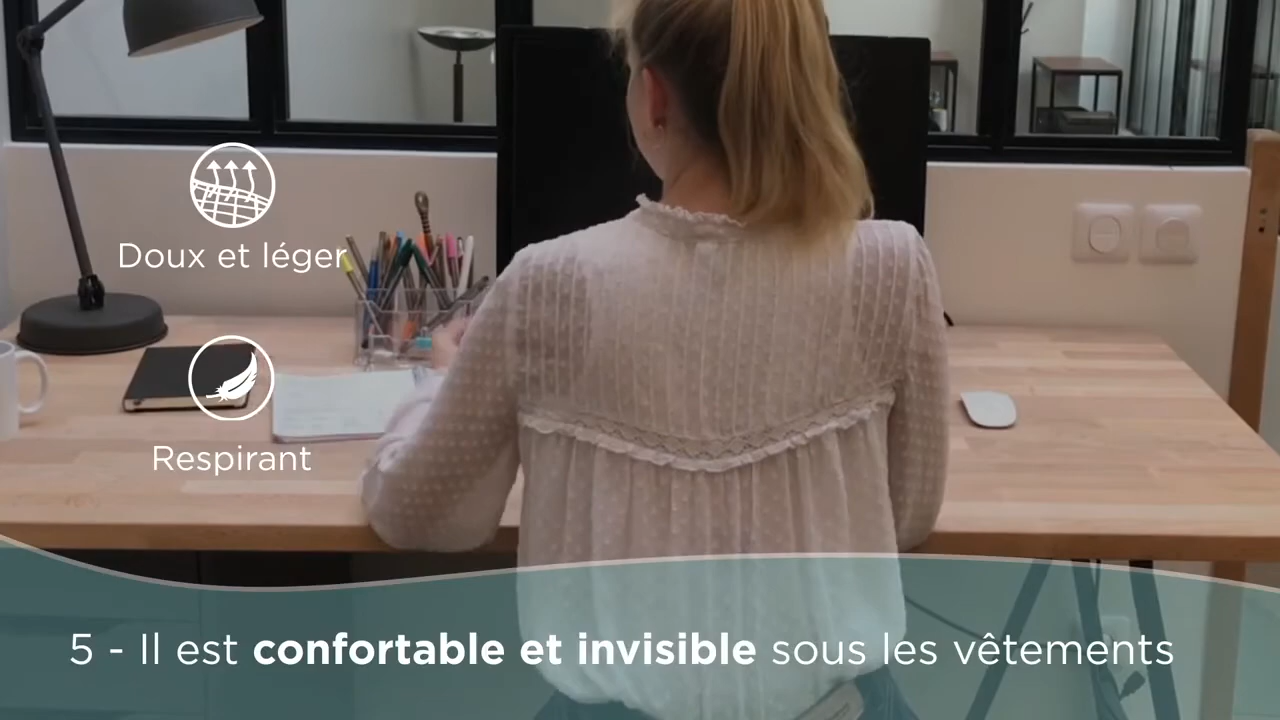 Doux et léger
Respirant
5 - Il est confortable et invisible sous les vêtements